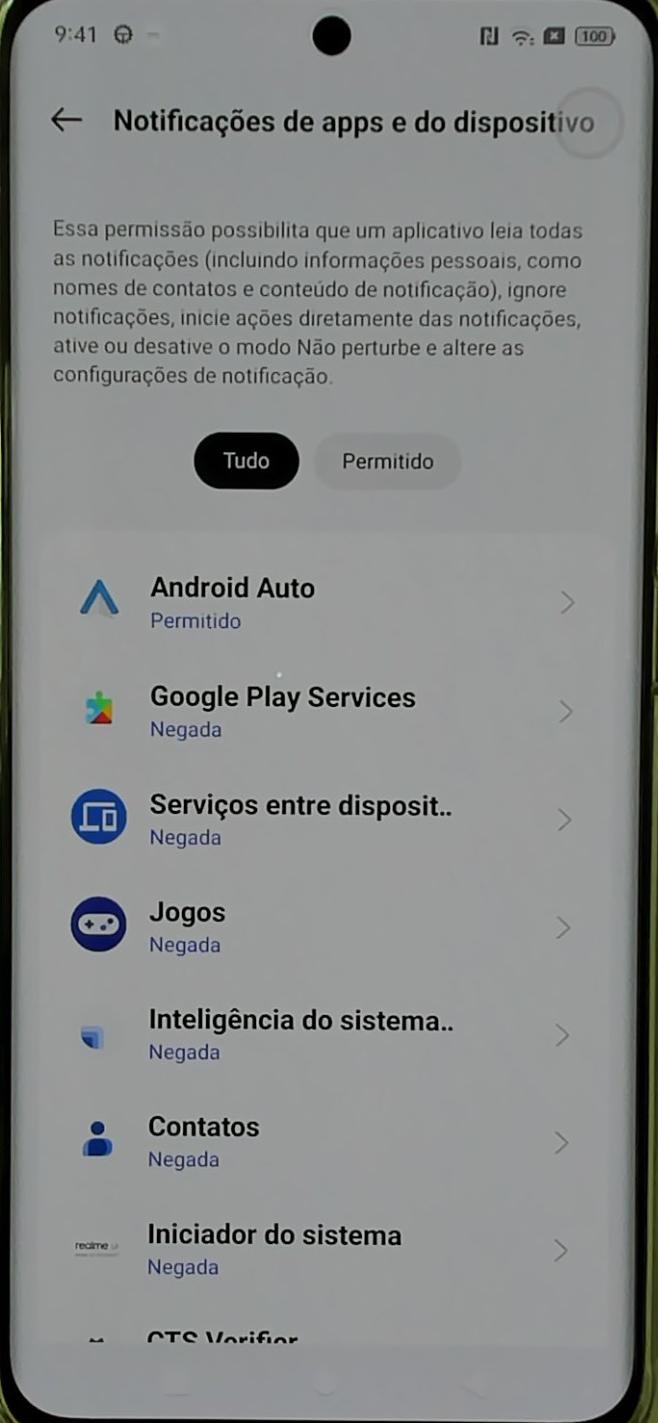 9:41
100
Notificações de apps e do dispositivo
Essa permissão possibilita que um aplicativo leia todas
as notificações (incluindo informações pessoais, como
nomes de contatos e conteúdo de notificação), ignore
notificações, inicie ações diretamente das notificações,
ative ou desative o modo Não perturbe e altere as
configurações de notificação.
Tudo
Permitido
Android Auto
Permitido
Google Play Services
Negada
Serviços entre disposit..
Negada
Jogos
Negada
Inteligência do sistema..
Negada
Contatos
Negada
realme
Iniciador do sistema
Negada
CTS Verifier